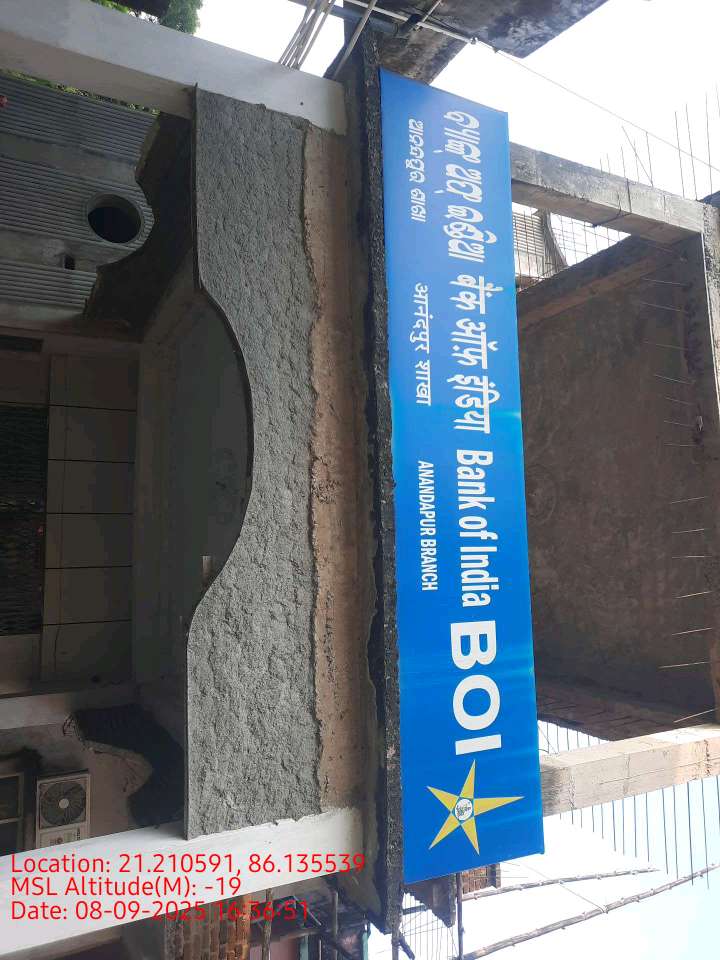 ବ୍ୟାଙ୍କ୍ ଅଫ୍ ଇଣ୍ଡିଆ बैंक ऑफ़ इंडिया Bank of India BOI
ଆନନ୍ଦପୁର ଶାଖା आनंदपुर शाखा ANANDAPUR BRANCH
Location: 21.210591, 86.135539
MSL Altitude(M): -19
Date: 08-09-2025 16:36:51